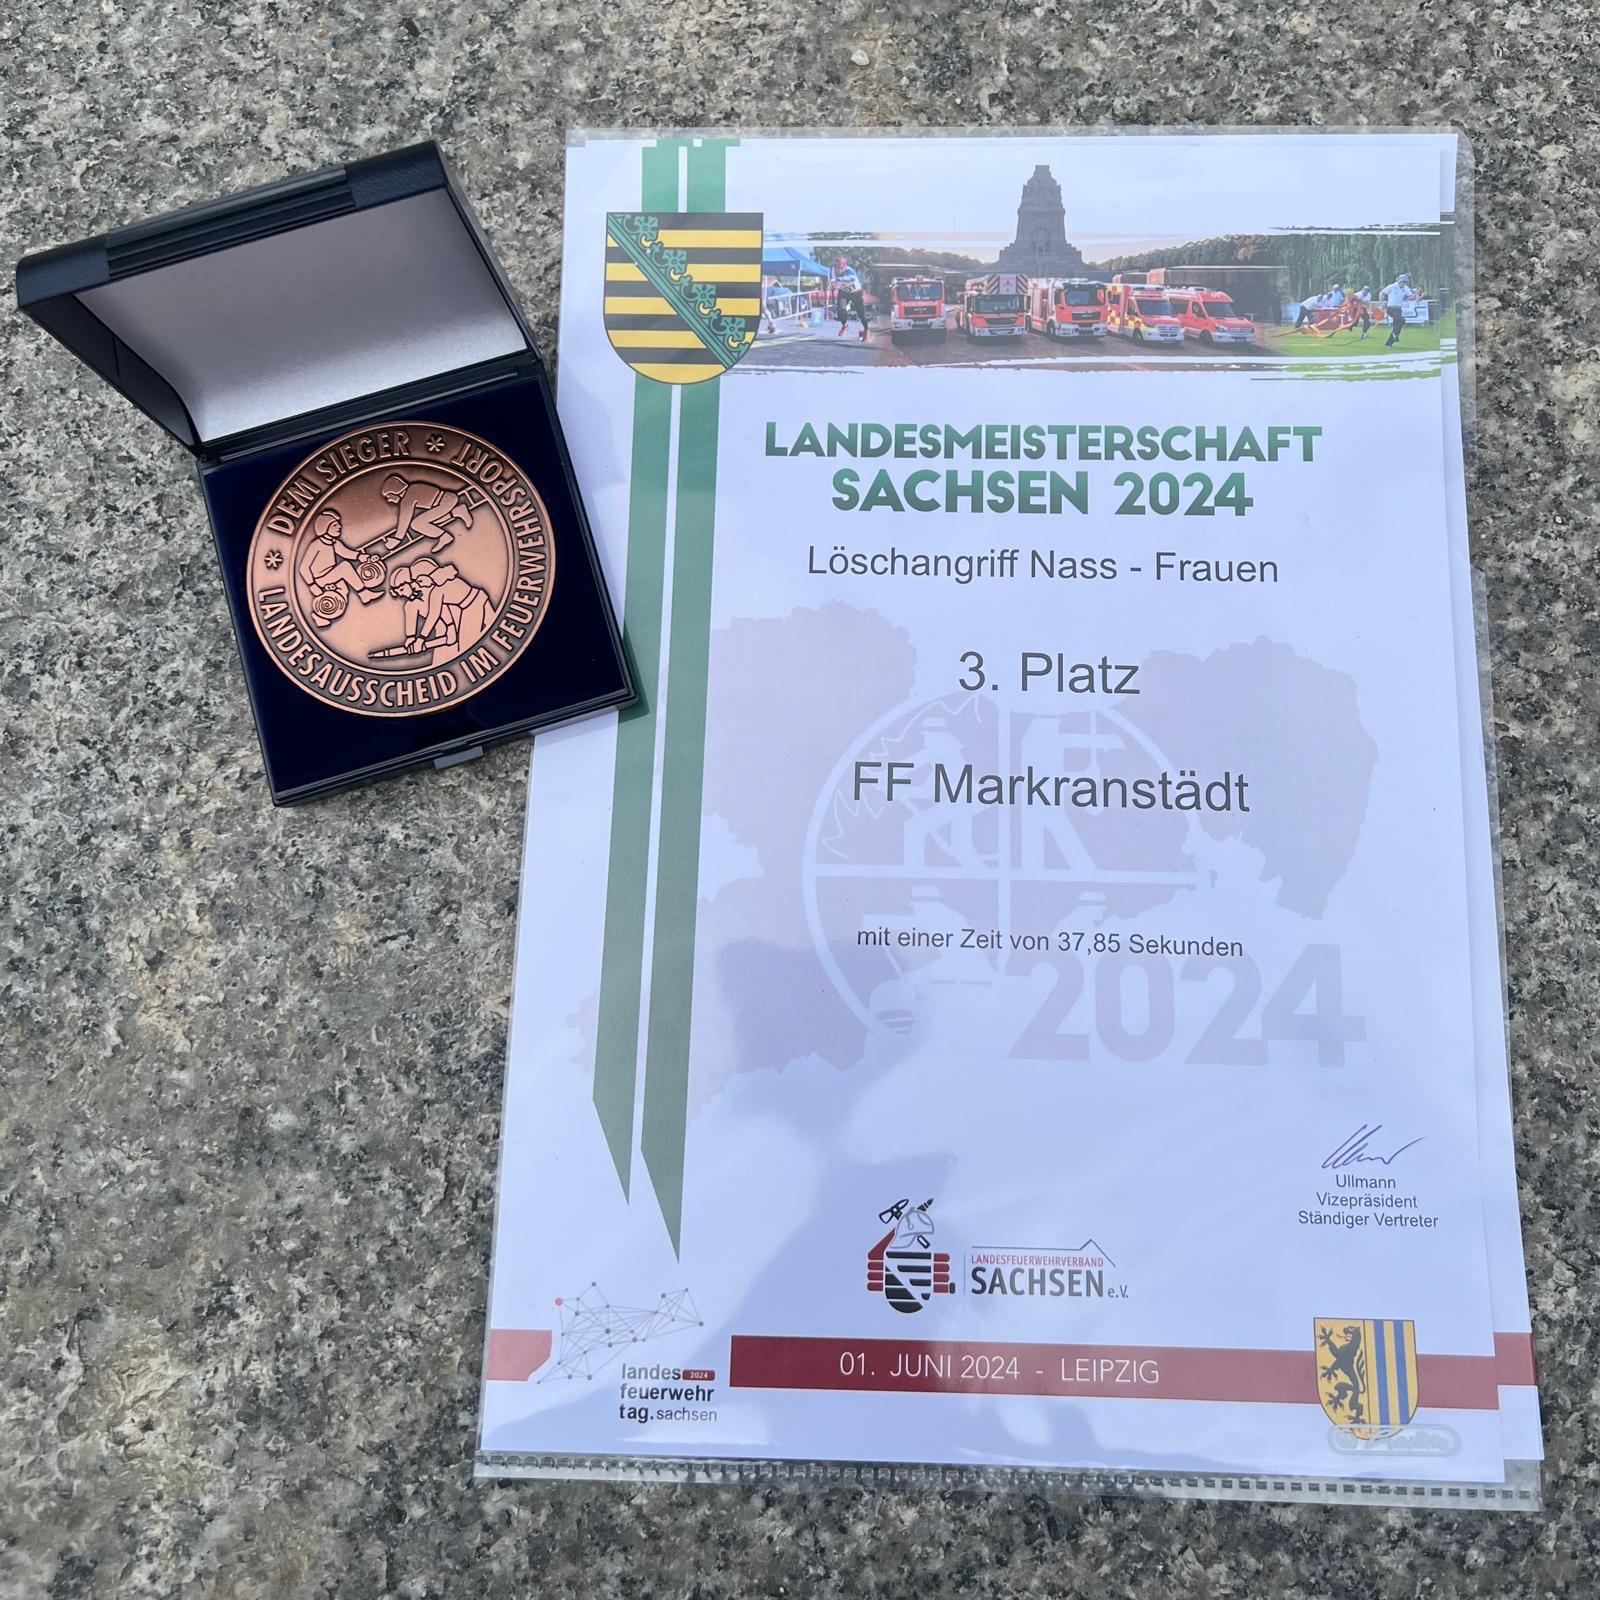 DEM SIEGER * LANDESAUSSCHEID IM FEUERWEHRSPORT *
LANDESMEISTERSCHAFT
SACHSEN 2024
Löschangriff Nass - Frauen
3. Platz
FF Markranstädt
mit einer Zeit von 37,85 Sekunden
2024
Ullmann
Vizepräsident
Ständiger Vertreter
LANDESFEUERWEHRVERBAND
SACHSEN e.V.
landes 2024
feuerwehr
tag.sachsen
01. JUNI 2024 - LEIPZIG